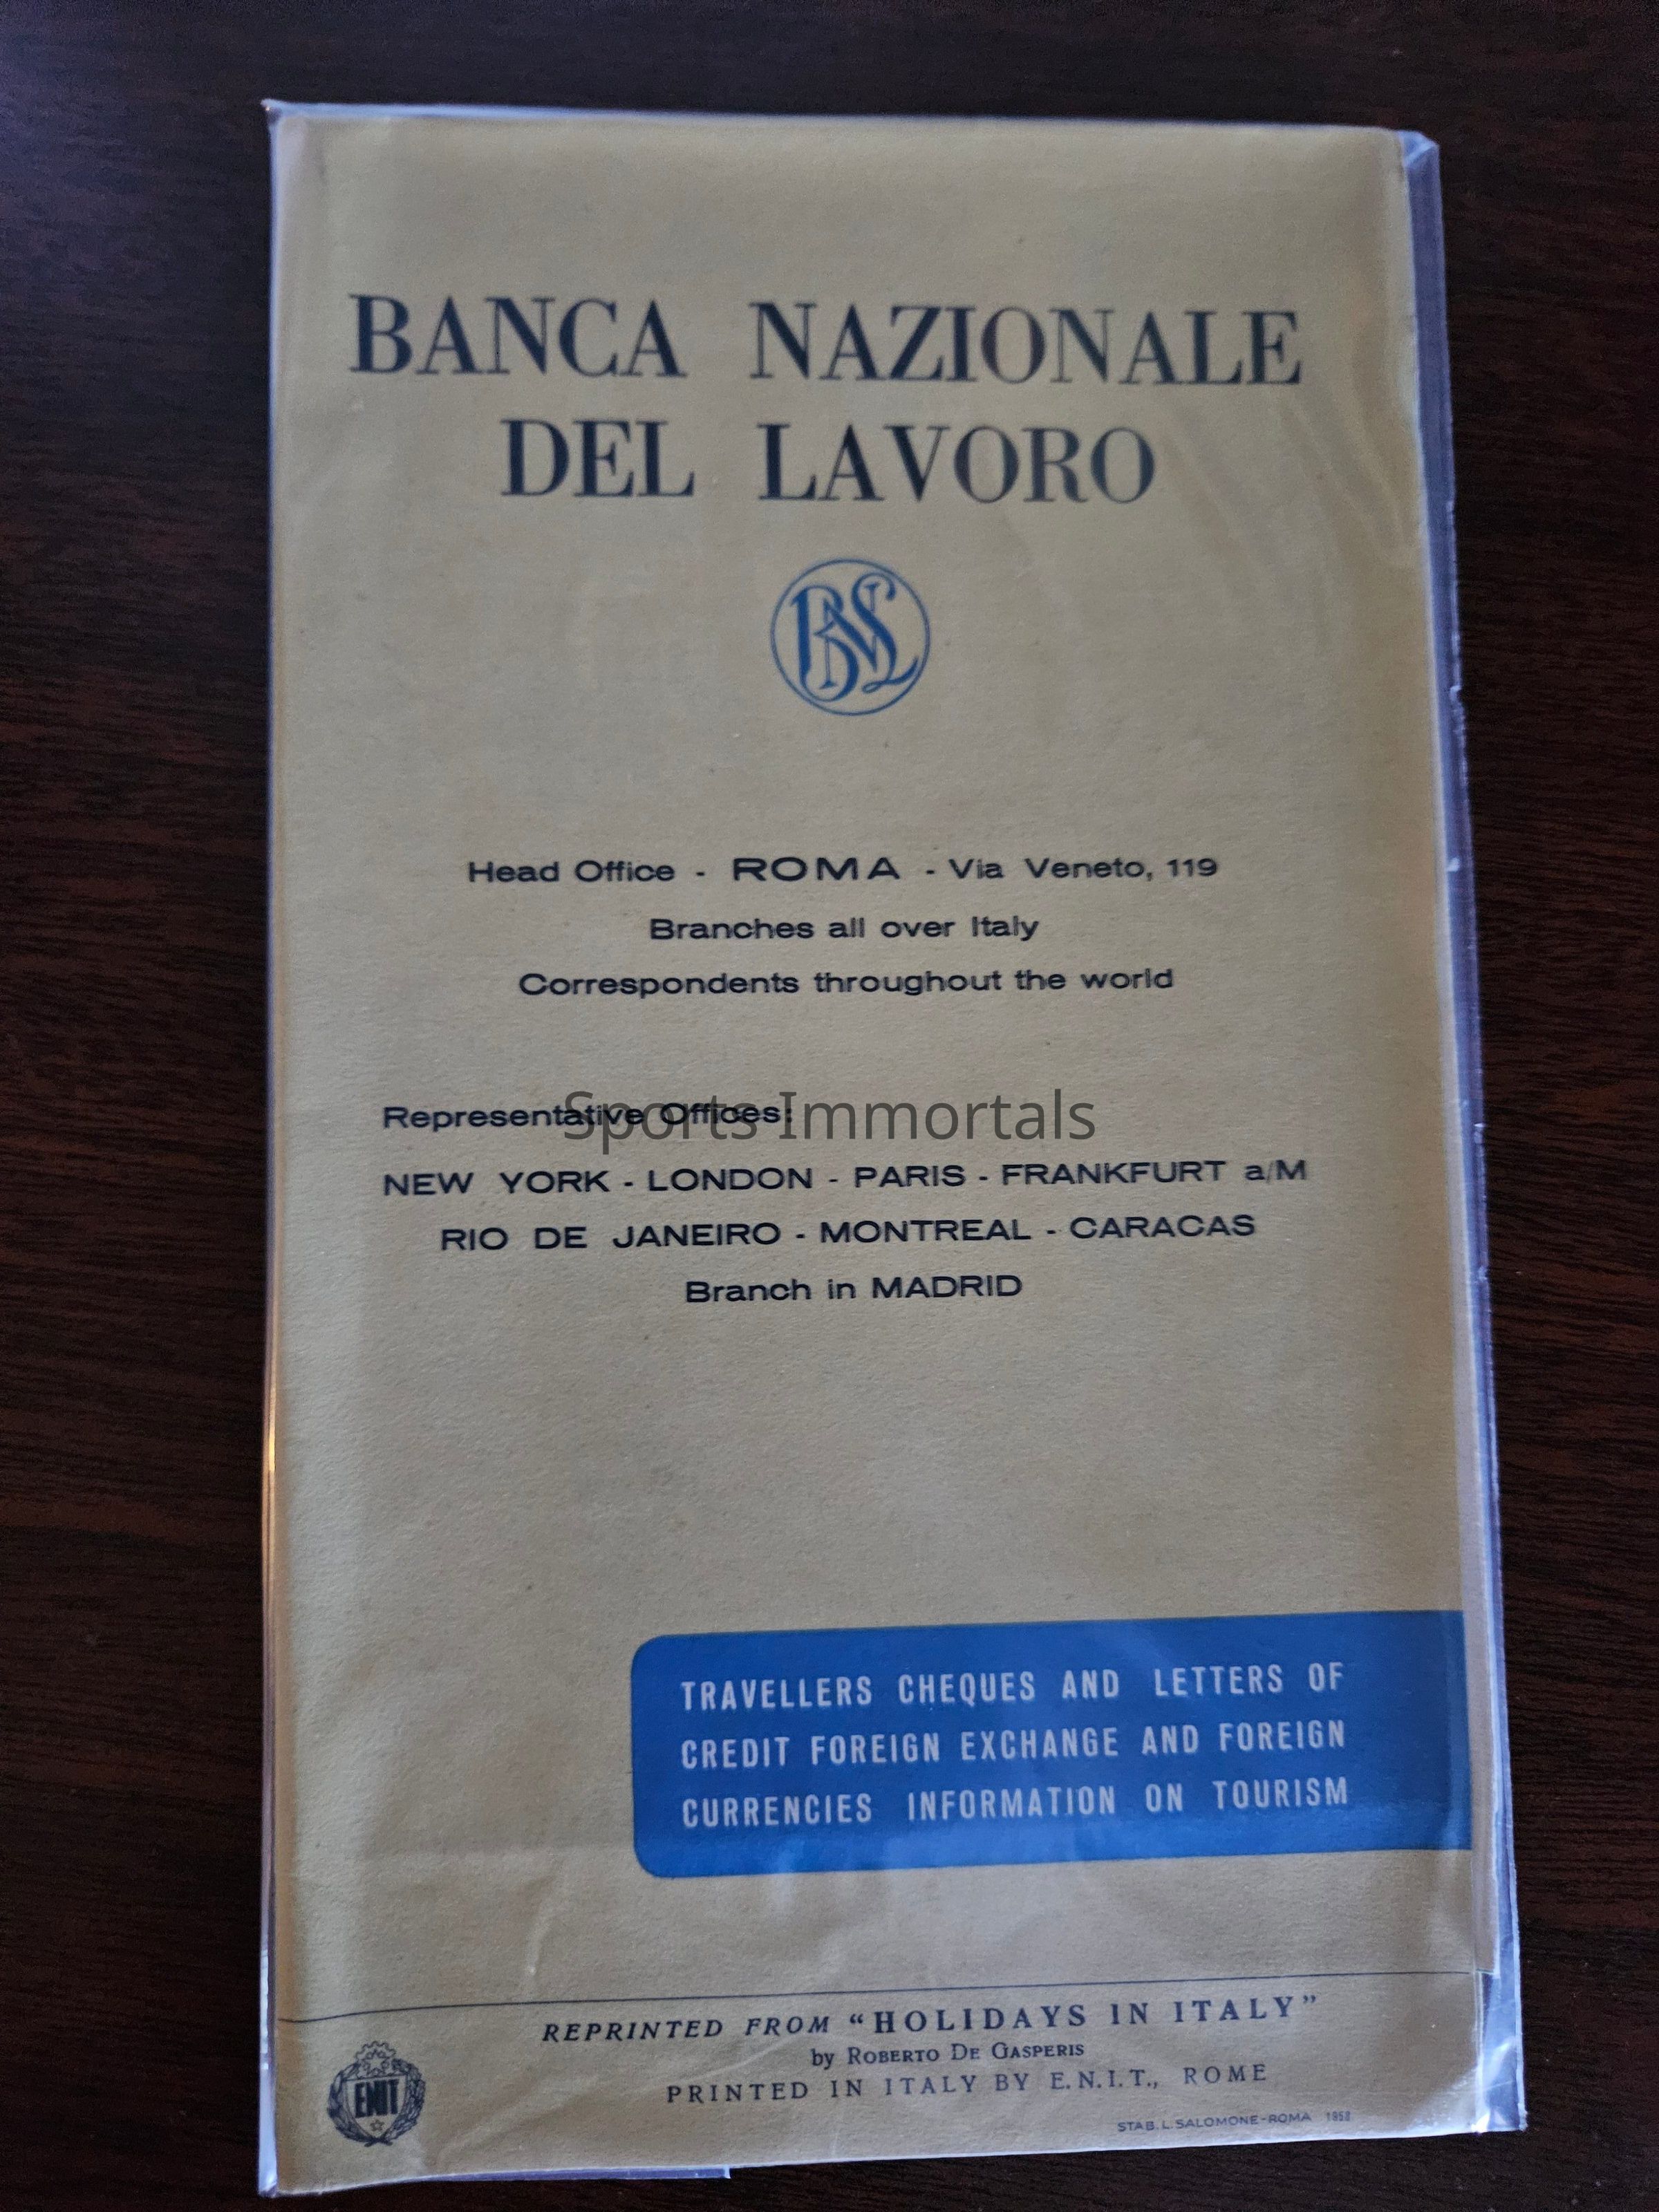 BANCA NAZIONALE
DEL LAVORO
BNL
Head Office - ROMA - Via Veneto, 119
Branches all over Italy
Correspondents throughout the world
Representative Offices:
Sports Immortals
NEW YORK - LONDON - PARIS - FRANKFURT a/M
RIO DE JANEIRO - MONTREAL - CARACAS
Branch in MADRID
TRAVELLERS CHEQUES AND LETTERS OF
CREDIT FOREIGN EXCHANGE AND FOREIGN
CURRENCIES INFORMATION ON TOURISM
REPRINTED FROM “HOLIDAYS IN ITALY”
by ROBERTO DE GASPERIS
PRINTED IN ITALY BY E.N.I.T., ROME
ENIT
STAB. L. SALOMONE-ROMA